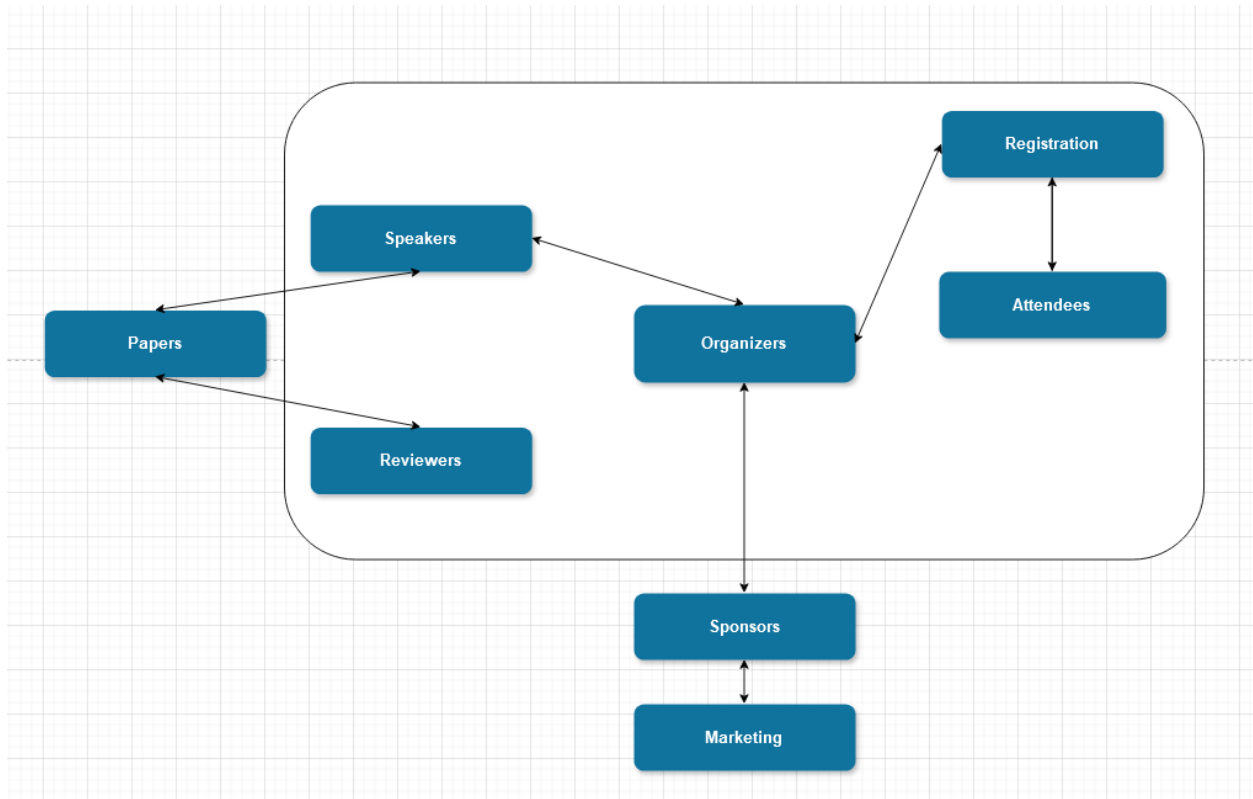 Registration
Speakers
Attendees
Papers
Organizers
Reviewers
Sponsors
Marketing